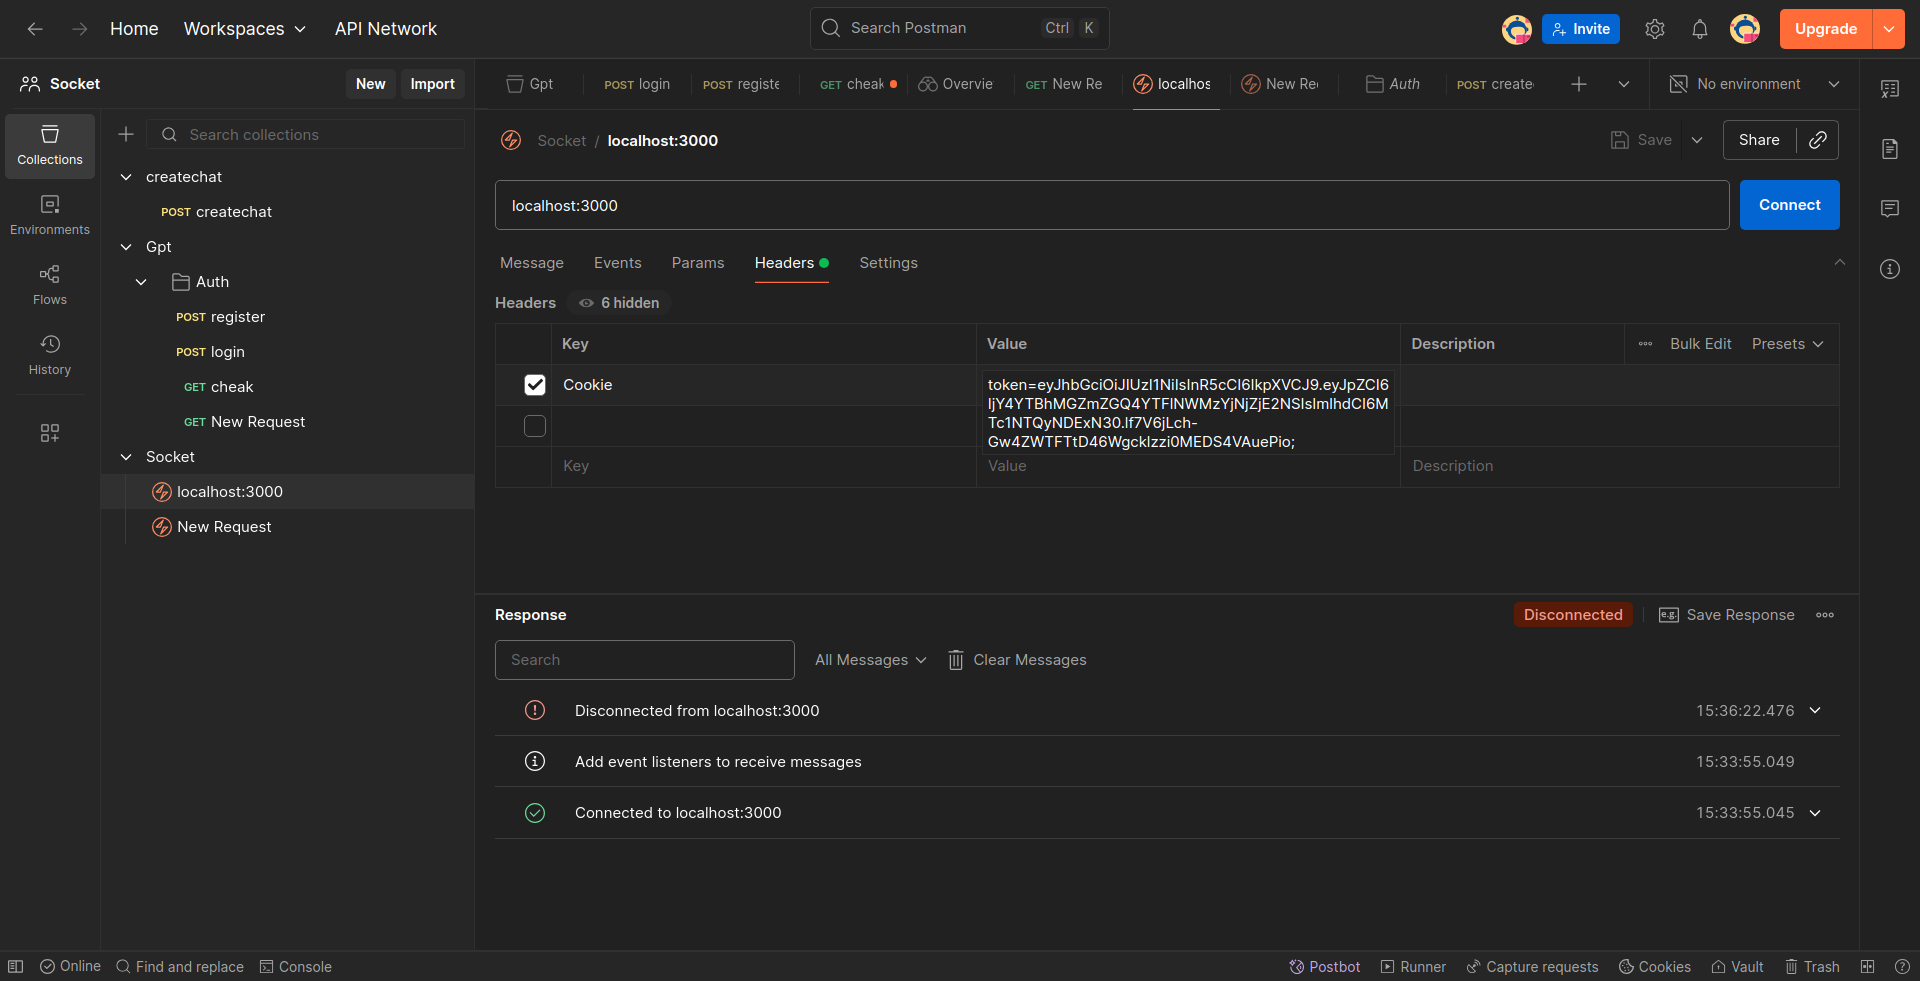 Home
Workspaces
API Network
Search Postman
Ctrl K
Invite
Upgrade
Socket
New
Import
Gpt
POST login
POST registe
GET cheak
Overvie
GET New Re
localhos
New Re
Auth
POST create
No environment
Collections
Environments
Flows
History
Search collections
createchat
POST createchat
Gpt
Auth
POST register
POST login
GET cheak
GET New Request
Socket
localhost:3000
New Request
Socket / localhost:3000
Save
Share
localhost:3000
Connect
Message
Events
Params
Headers
Settings
Headers
6 hidden
Key
Value
Description
Bulk Edit
Presets
Cookie
token=eyJhbGciOiJIUzI1NiIsInR5cCI6IkpXVCJ9.eyJpZCI6
IjY4YTBhMGZmZGQ4YTFlNWMzYjNjZjE2NSIsImlhdCI6M
Tc1NTQyNDExN30.lf7V6jLch-
Gw4ZWTFTtD46Wgcklzzi0MEDS4VAuePio;
Key
Value
Description
Response
Disconnected
e.g. Save Response
Search
All Messages
Clear Messages
Disconnected from localhost:3000
15:36:22.476
Add event listeners to receive messages
15:33:55.049
Connected to localhost:3000
15:33:55.045
Online
Find and replace
Console
Postbot
Runner
Capture requests
Cookies
Vault
Trash